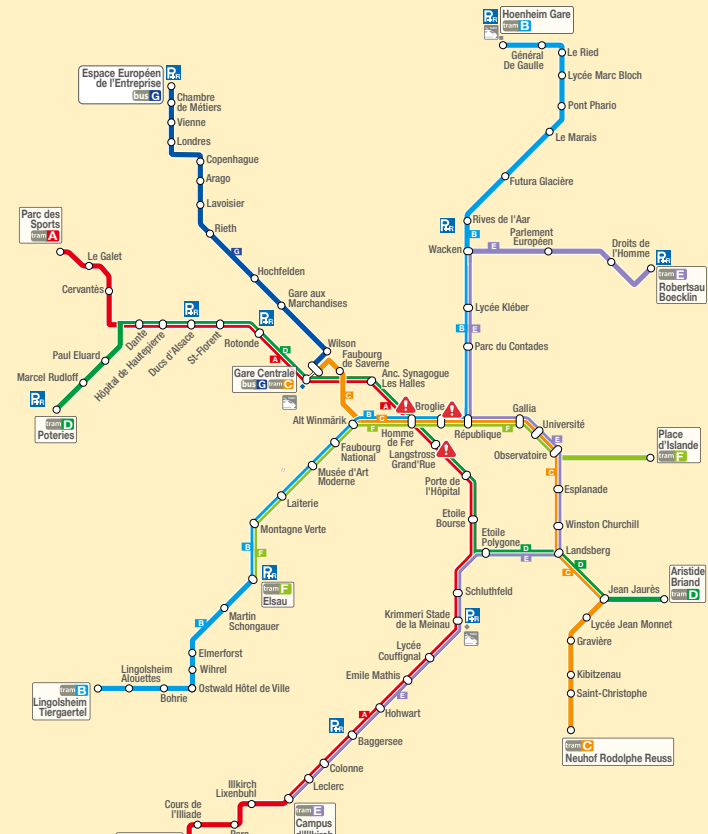 Hoenheim Gare
tram B
P+R
Général
De Gaulle
Le Ried
Lycée Marc Bloch
Pont Phario
Le Marais
Futura Glacière
Rives de l'Aar
P+R
B
Wacken
E
Parlement
Européen
Droits de
l'Homme
P+R
tram E
Robertsau
Boecklin
Lycée Kléber
B E
Parc du Contades
Espace Européen
de l'Entreprise
bus G
P+R
Chambre
de Métiers
Vienne
Londres
Copenhague
Arago
Lavoisier
Rieth
G
Hochfelden
Gare aux
Marchandises
Wilson
Faubourg
de Saverne
Parc des
Sports
tram A
Le Galet
Cervantès
Dante
Hôpital de Hautepierre
Ducs d'Alsace
St-Florent
P+R
P+R
Rotonde
D
A
Paul Eluard
Marcel Rudloff
P+R
tram D
Poteries
Gare Centrale
bus G tram C
C
Anc. Synagogue
Les Halles
A
Broglie
Alt Winmärik
B
C
F
Homme
de Fer
République
F
Gallia
Université
E
Observatoire
C
Place
d'Islande
tram F
Langstross
Grand'Rue
Faubourg
National
Musée d'Art
Moderne
Laiterie
Montagne Verte
B F
P+R
tram F
Elsau
Martin
Schongauer
B
Elmerforst
Wihrel
Ostwald Hôtel de Ville
Bohrie
Lingolsheim
Alouettes
tram B
Lingolsheim
Tiergaertel
Porte de
l'Hôpital
Etoile
Bourse
Etoile
Polygone
D
E
Esplanade
Winston Churchill
Landsberg
D
C
Jean Jaurès
Aristide
Briand
tram D
Lycée Jean Monnet
Gravière
Kibitzenau
Saint-Christophe
tram C
Neuhof Rodolphe Reuss
Schluthfeld
Krimmeri Stade
de la Meinau
P+R
Lycée
Couffignal
Emile Mathis
E
A
Hohwart
P+R
Baggersee
Colonne
Leclerc
Illkirch
Lixenbuhl
Cours de
l'Illiade
Parc
tram E
Campus
d'Illkirch